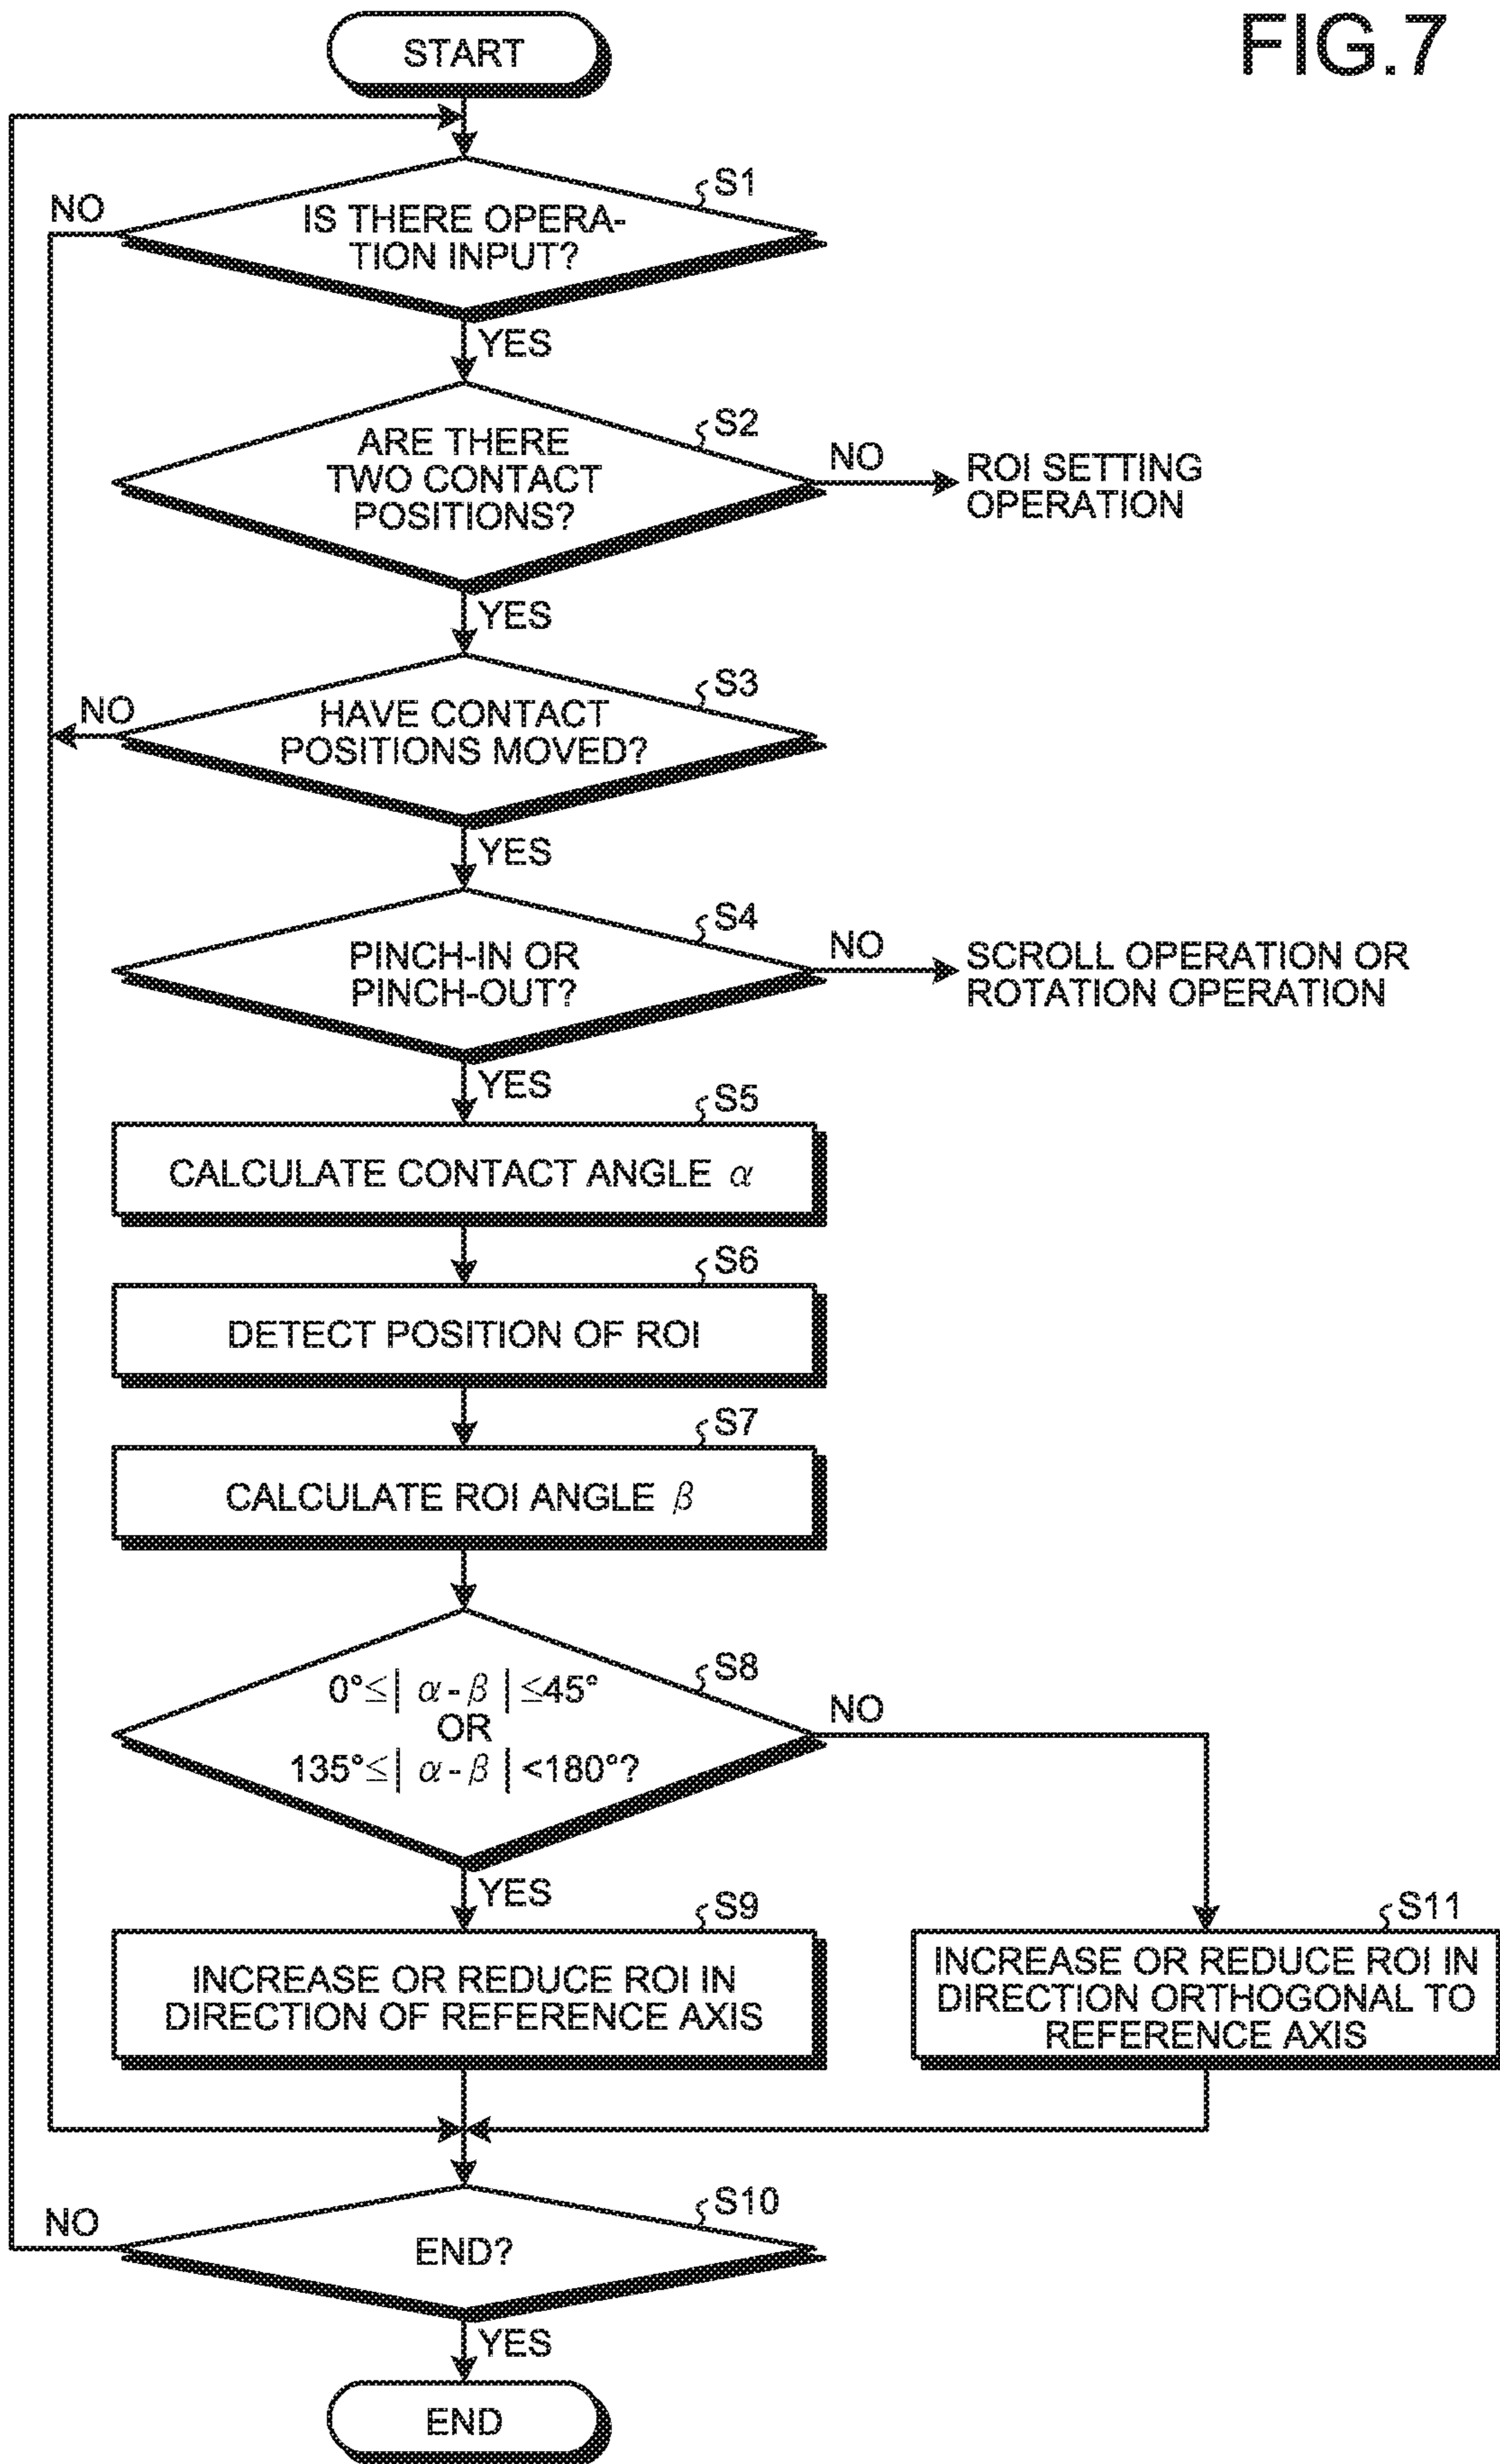 FIG.7
START
S1
NO
IS THERE OPERA-
TION INPUT?
YES
S2
ARE THERE
TWO CONTACT
POSITIONS?
NO
ROI SETTING
OPERATION
YES
S3
NO
HAVE CONTACT
POSITIONS MOVED?
YES
S4
PINCH-IN OR
PINCH-OUT?
NO
SCROLL OPERATION OR
ROTATION OPERATION
YES
S5
CALCULATE CONTACT ANGLE α
S6
DETECT POSITION OF ROI
S7
CALCULATE ROI ANGLE β
S8
0°≤| α - β |≤45°
OR
135°≤| α - β |<180°?
NO
YES
S9
INCREASE OR REDUCE ROI IN
DIRECTION OF REFERENCE AXIS
S11
INCREASE OR REDUCE ROI IN
DIRECTION ORTHOGONAL TO
REFERENCE AXIS
S10
NO
END?
YES
END